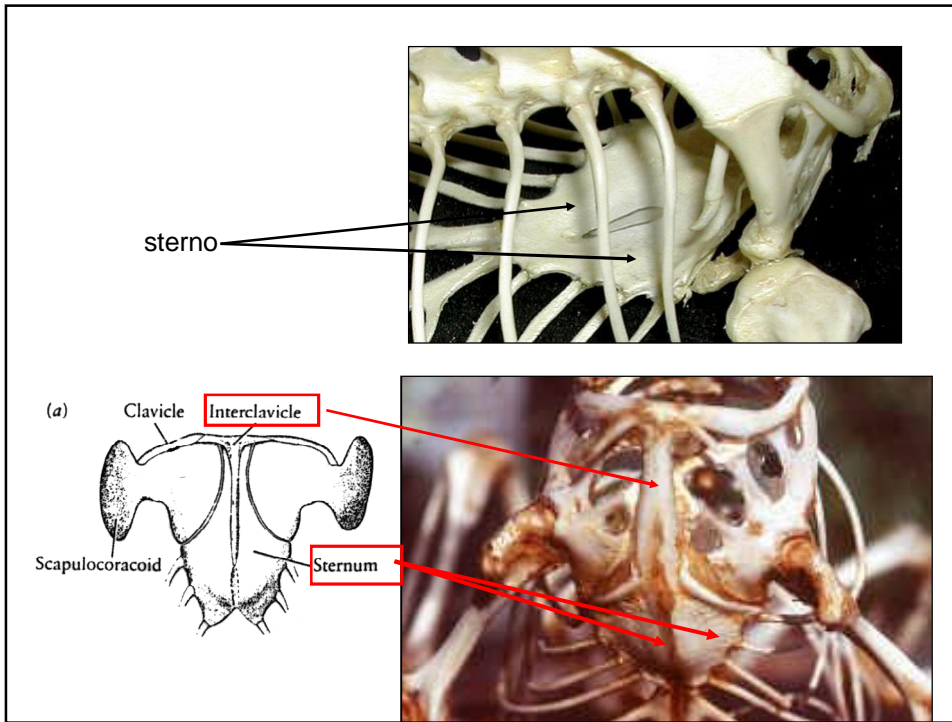 sterno
(a)
Clavicle
Interclavicle
Scapulocoracoid
Sternum